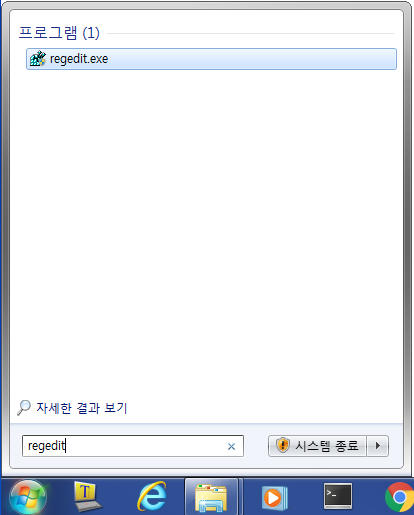 프로그램 (1)
regedit.exe
자세한 결과 보기
regedit
시스템 종료